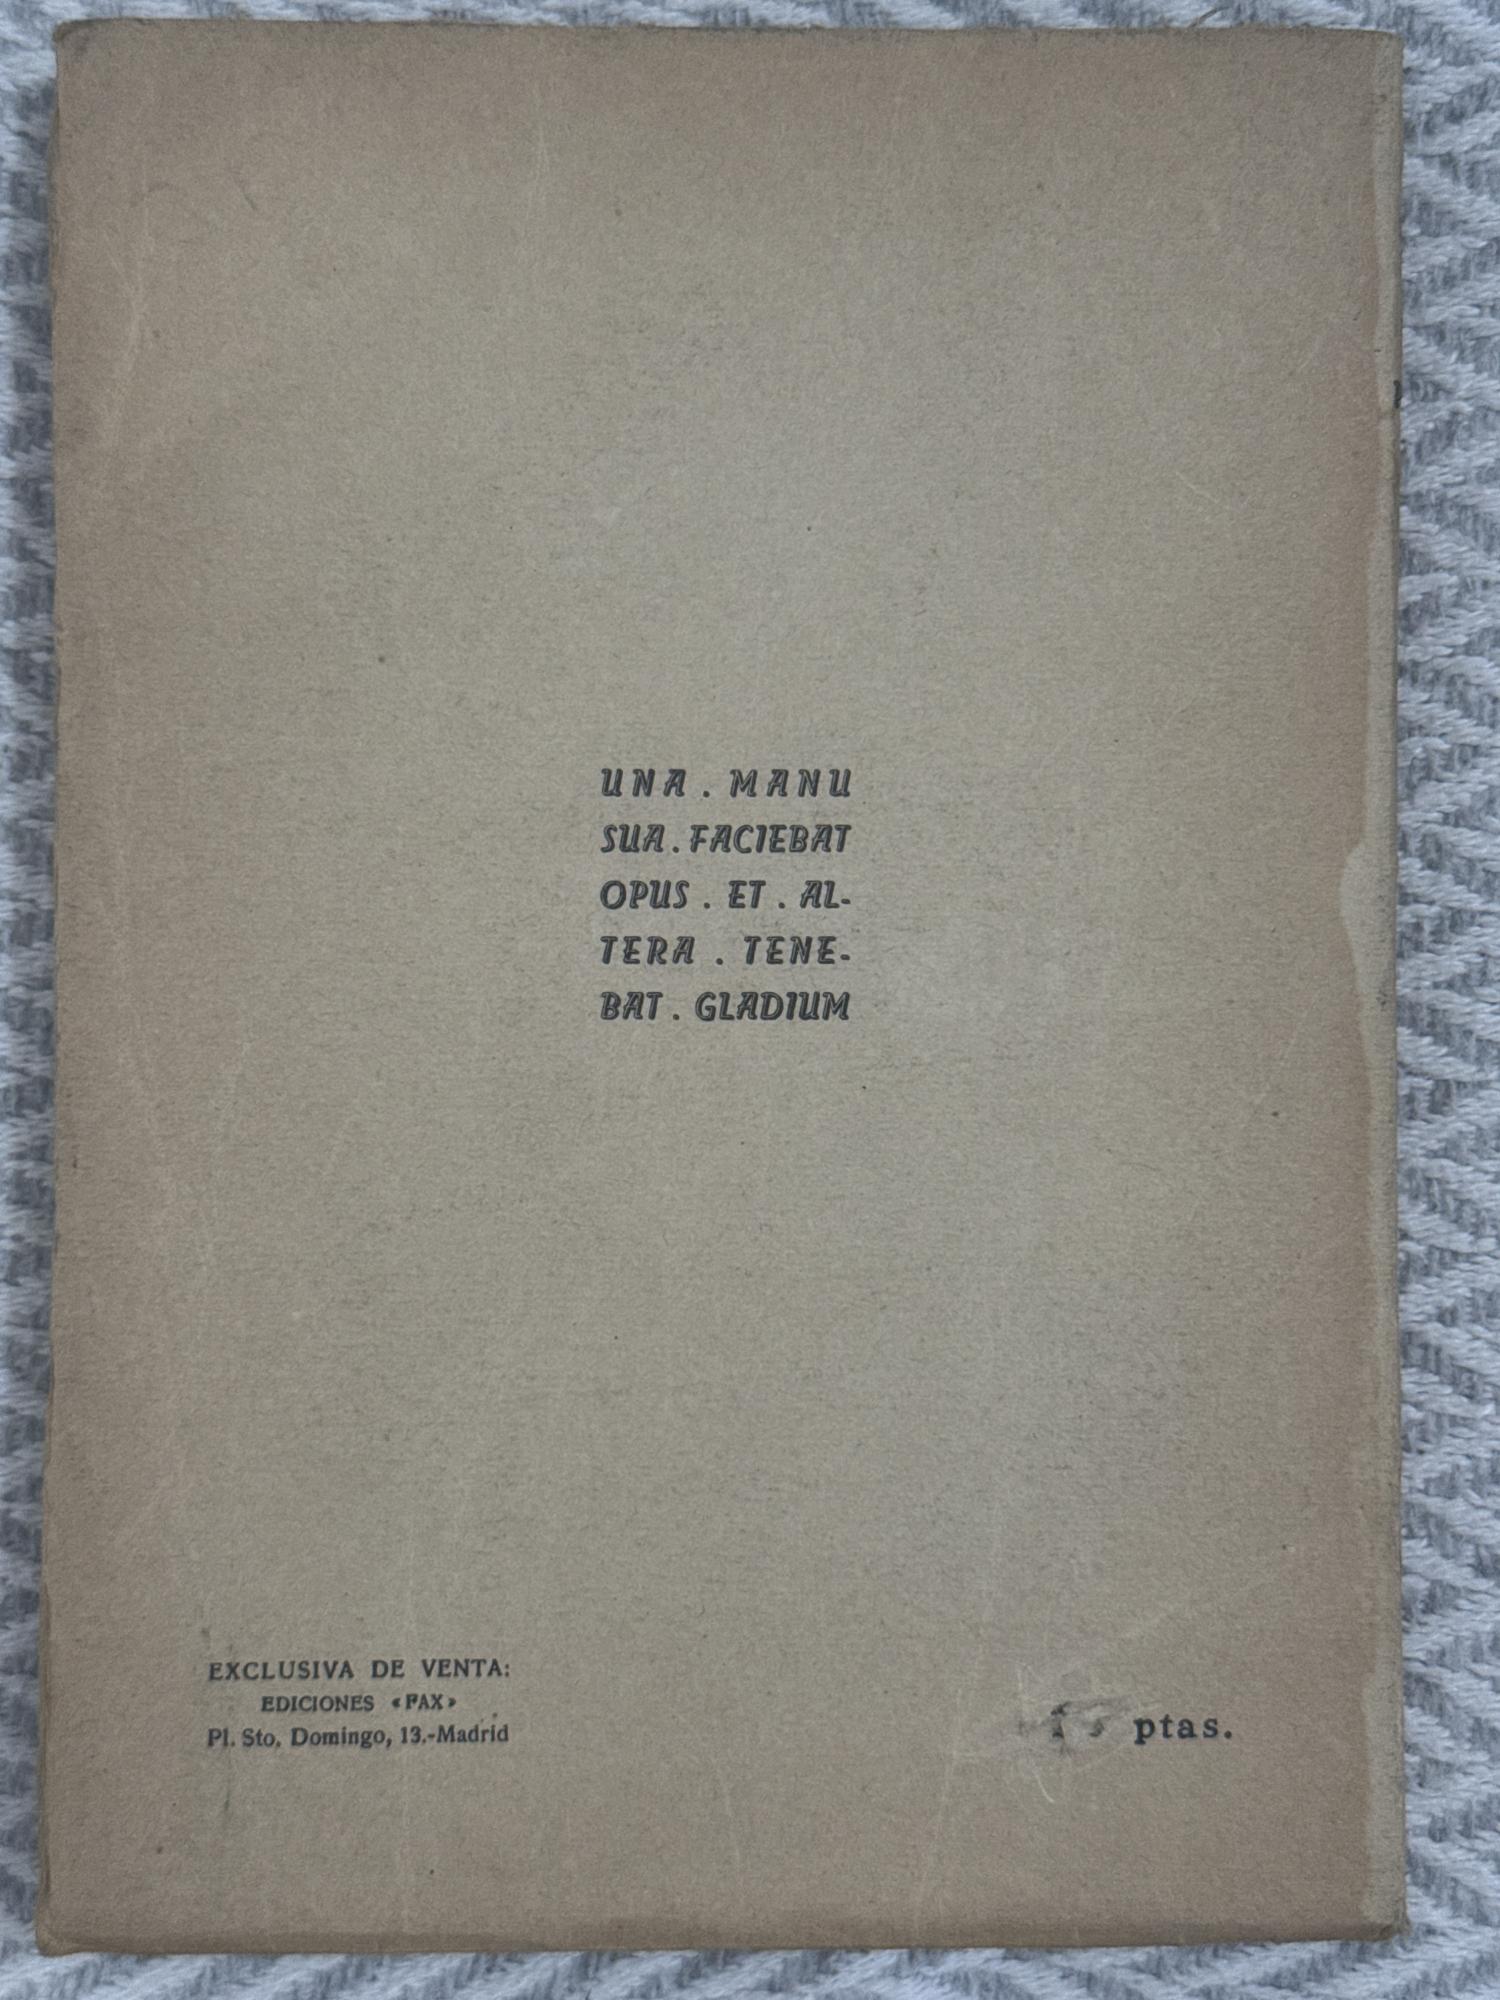 UNA . MANU
SUA . FACIEBAT
OPUS . ET . AL-
TERA . TENE-
BAT . GLADIUM
EXCLUSIVA DE VENTA:
EDICIONES «FAX»
Pl. Sto. Domingo, 13.-Madrid
ptas.